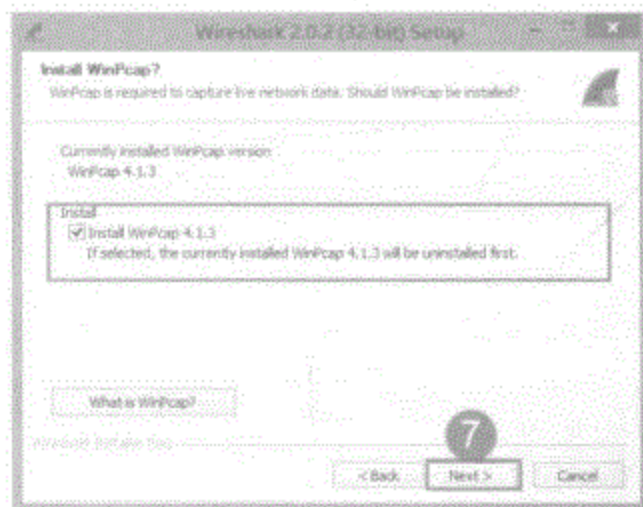 Wireshark 2.0.2 (32-bit) Setup
Install WinPcap?
WinPcap is required to capture live network data. Should WinPcap be installed?
Currently installed WinPcap version
WinPcap 4.1.3
Install
Install WinPcap 4.1.3
If selected, the currently installed WinPcap 4.1.3 will be uninstalled first.
What is WinPcap?
7
< Back
Next >
Cancel